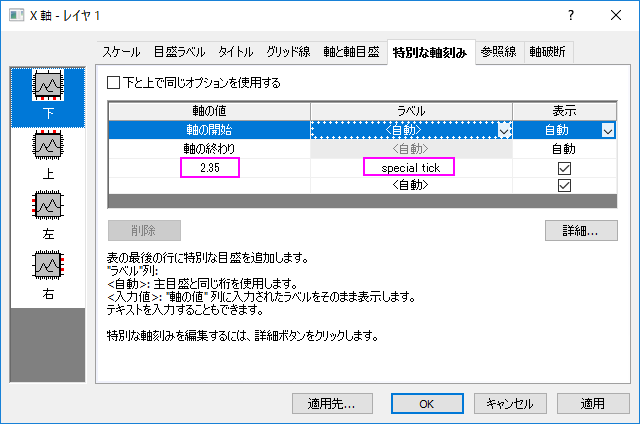 X 軸 - レイヤ 1
スケール 目盛ラベル タイトル グリッド線 軸と軸目盛 特別な軸刻み 参照線 軸破断
下
上
左
右
下と上で同じオプションを使用する
軸の値 ラベル 表示
軸の開始 <自動> 自動
軸の終わり <自動> 自動
2.35 special tick
<自動>
削除 詳細...
表の最後の行に特別な目盛を追加します。
"ラベル"列:
<自動>: 主目盛と同じ桁を使用します。
<入力値>: "軸の値" 列に入力されたラベルをそのまま表示します。
テキストを入力することもできます。
特別な軸刻みを編集するには、詳細ボタンをクリックします。
適用先... OK キャンセル 適用